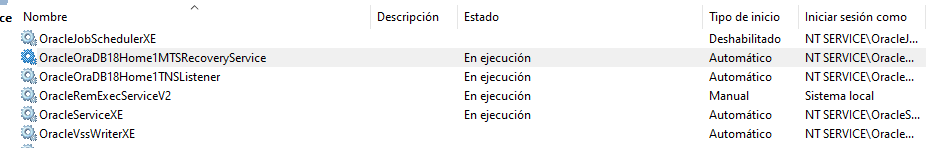 ce Nombre Descripción Estado Tipo de inicio Iniciar sesión como
OracleJobSchedulerXE Deshabilitado NT SERVICE\OracleJ...
OracleOraDB18Home1MTSRecoveryService En ejecución Automático NT SERVICE\Oracle...
OracleOraDB18Home1TNSListener En ejecución Automático NT SERVICE\Oracle...
OracleRemExecServiceV2 En ejecución Manual Sistema local
OracleServiceXE En ejecución Automático NT SERVICE\OracleS...
OracleVssWriterXE Automático NT SERVICE\Oracle...